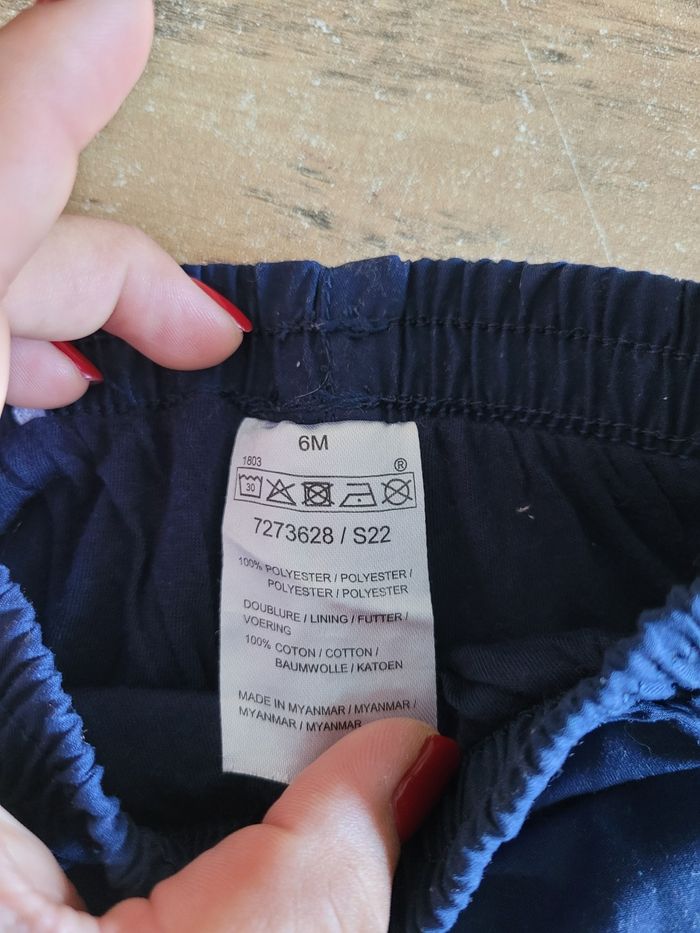 6M
1803
®
30
7273628 / S22
100% POLYESTER / POLYESTER /
POLYESTER / POLYESTER
DOUBLURE / LINING / FUTTER /
VOERING
100% COTON / COTTON /
BAUMWOLLE / KATOEN
MADE IN MYANMAR / MYANMAR /
MYANMAR / MYANMAR